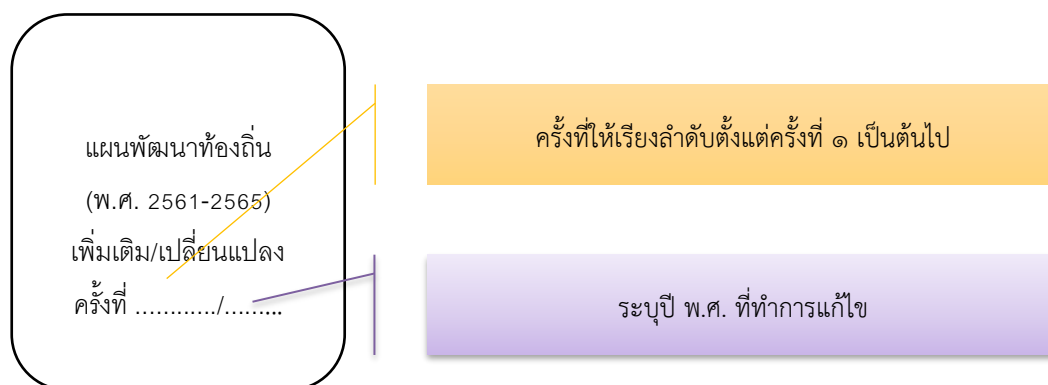 แผนพัฒนาท้องถิ่น
(พ.ศ. 2561-2565)
เพิ่มเติม/เปลี่ยนแปลง
ครั้งที่ ............/.........
ครั้งที่ให้เรียงลำดับตั้งแต่ครั้งที่ ๑ เป็นต้นไป
ระบุปี พ.ศ. ที่ทำการแก้ไข